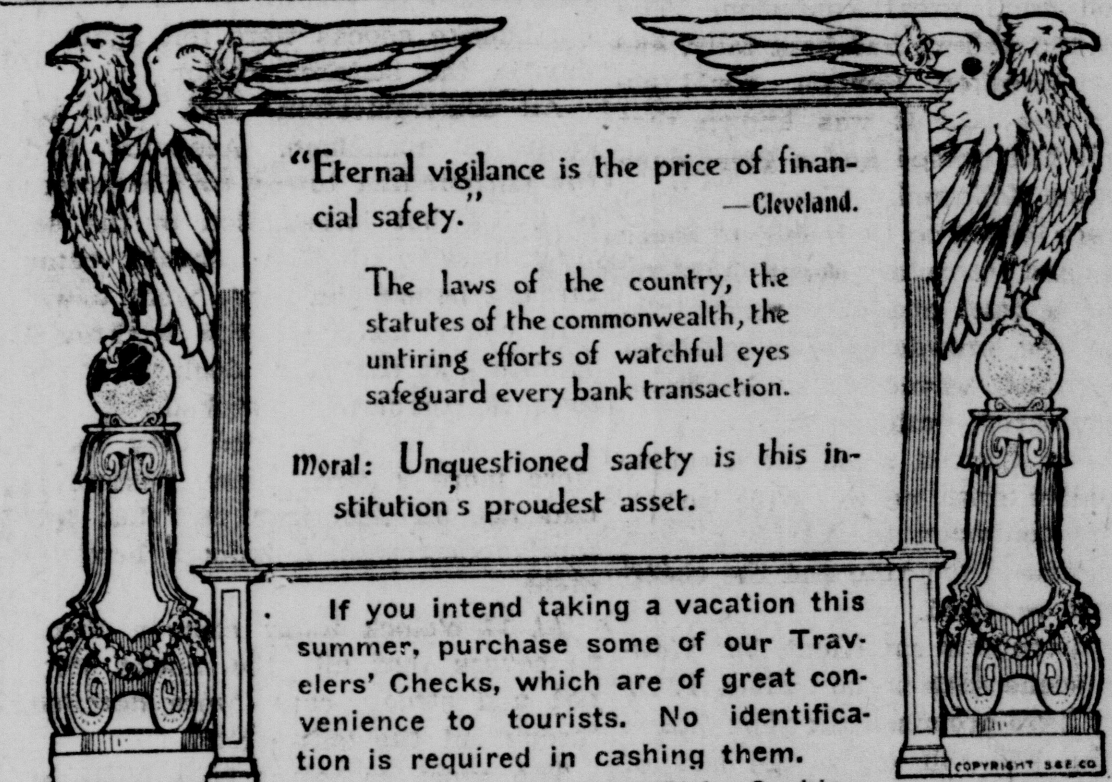 “Eternal vigilance is the price of finan-
cial safety.” —Cleveland.
The laws of the country, the
statutes of the commonwealth, the
untiring efforts of watchful eyes
safeguard every bank transaction.
Moral: Unquestioned safety is this in-
stitution's proudest asset.
If you intend taking a vacation this
summer, purchase some of our Trav-
elers' Checks, which are of great con-
venience to tourists. No identifica-
tion is required in cashing them.
COPYRIGHT S&E.CO